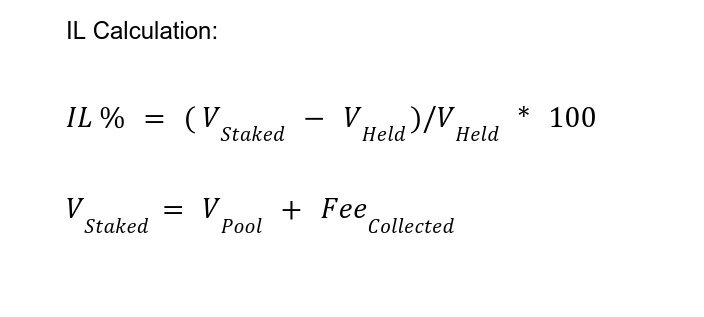 IL Calculation:
IL % = (V_Staked − V_Held)/V_Held * 100
V_Staked = V_Pool + Fee_Collected